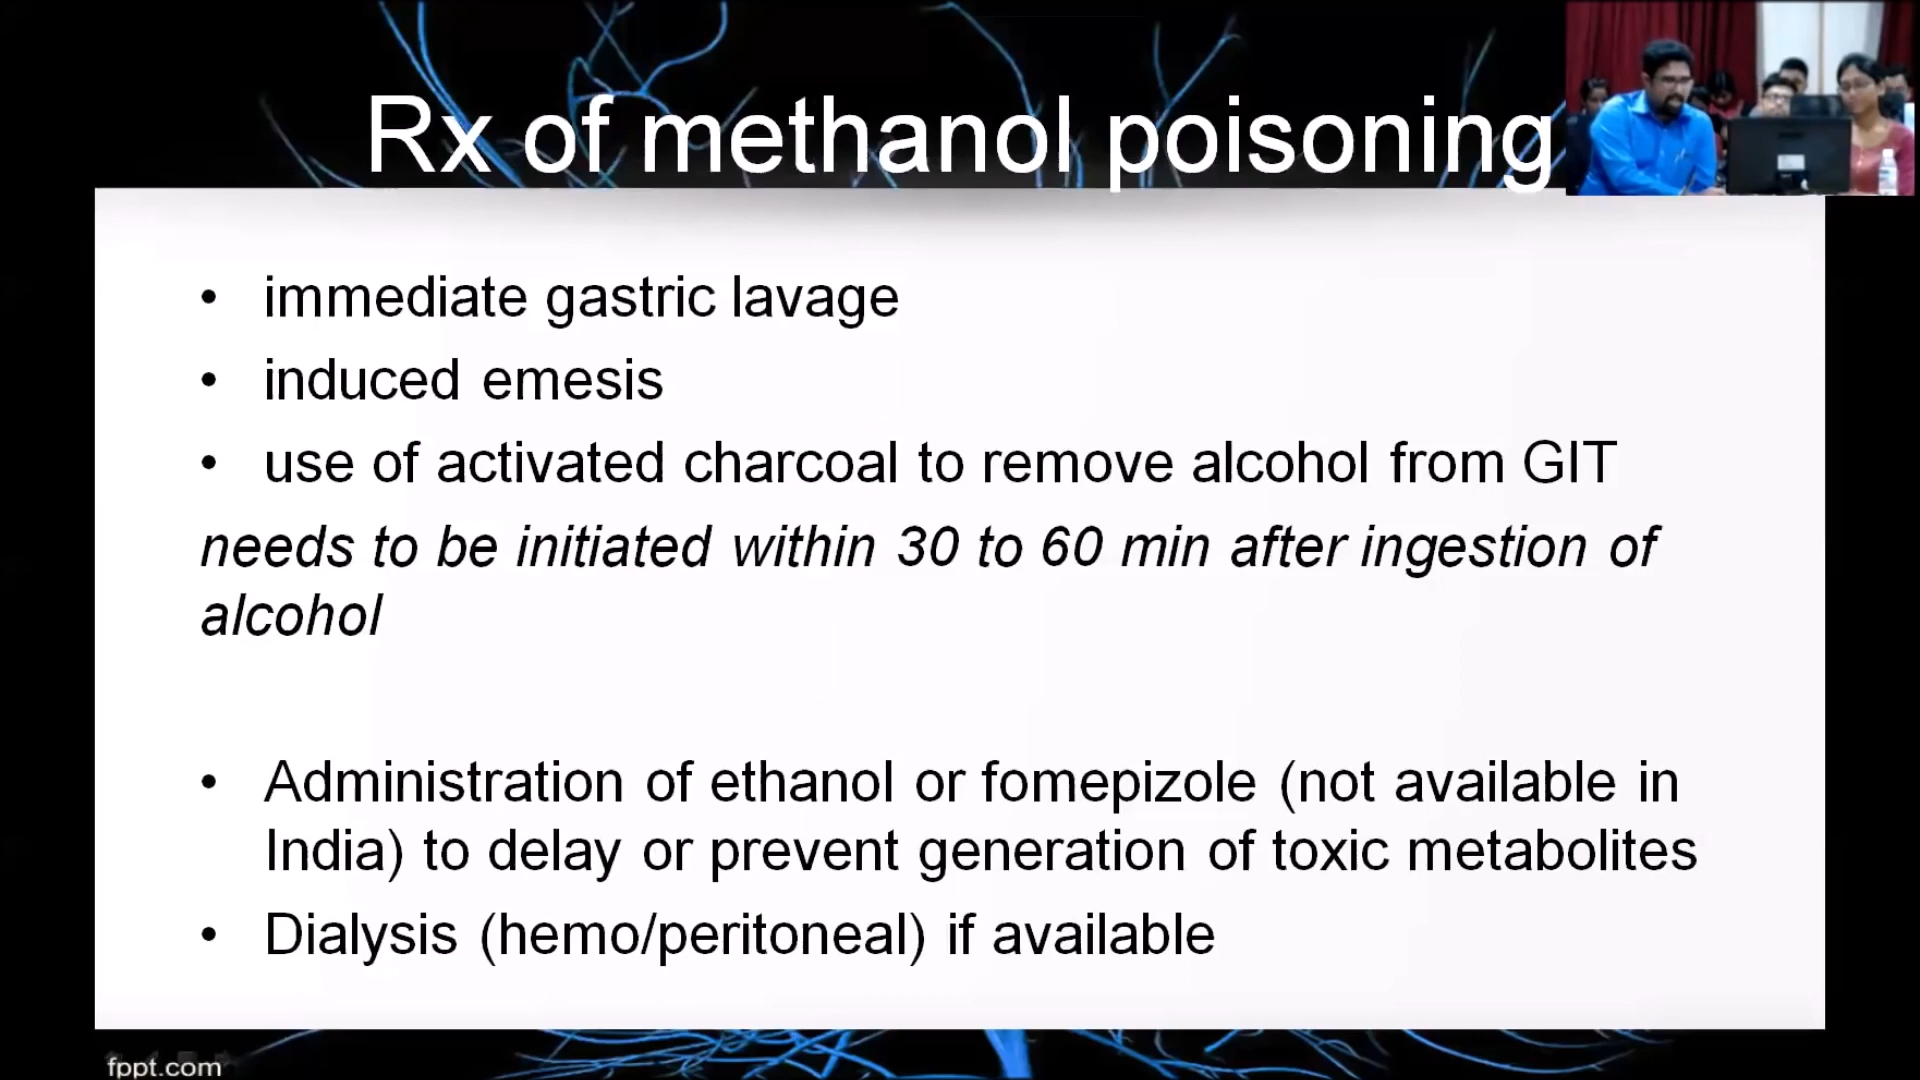 Rx of methanol poisoning
• immediate gastric lavage
• induced emesis
• use of activated charcoal to remove alcohol from GIT
needs to be initiated within 30 to 60 min after ingestion of
alcohol
• Administration of ethanol or fomepizole (not available in
India) to delay or prevent generation of toxic metabolites
• Dialysis (hemo/peritoneal) if available
fppt.com